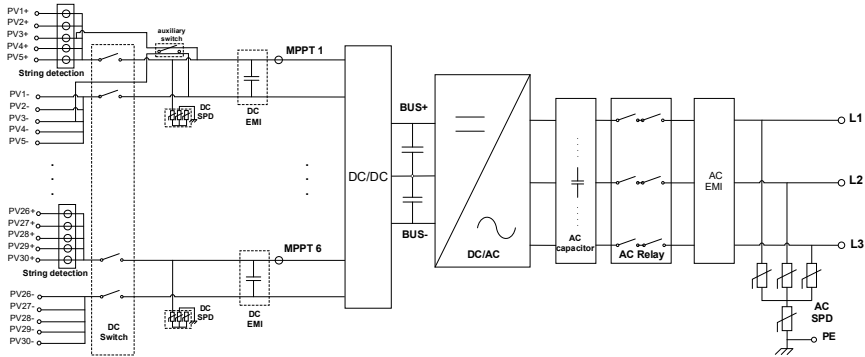 PV1+
PV2+
PV3+
PV4+
PV5+
String detection
auxiliary
switch
MPPT 1
PV1-
PV2-
PV3-
PV4-
PV5-
DC
SPD
DC
EMI
DC/DC
BUS+
BUS-
DC/AC
AC
capacitor
AC Relay
AC
EMI
L1
L2
L3
PV26+
PV27+
PV28+
PV29+
PV30+
String detection
MPPT 6
PV26-
PV27-
PV28-
PV29-
PV30-
DC
Switch
DC
SPD
DC
EMI
AC
SPD
PE